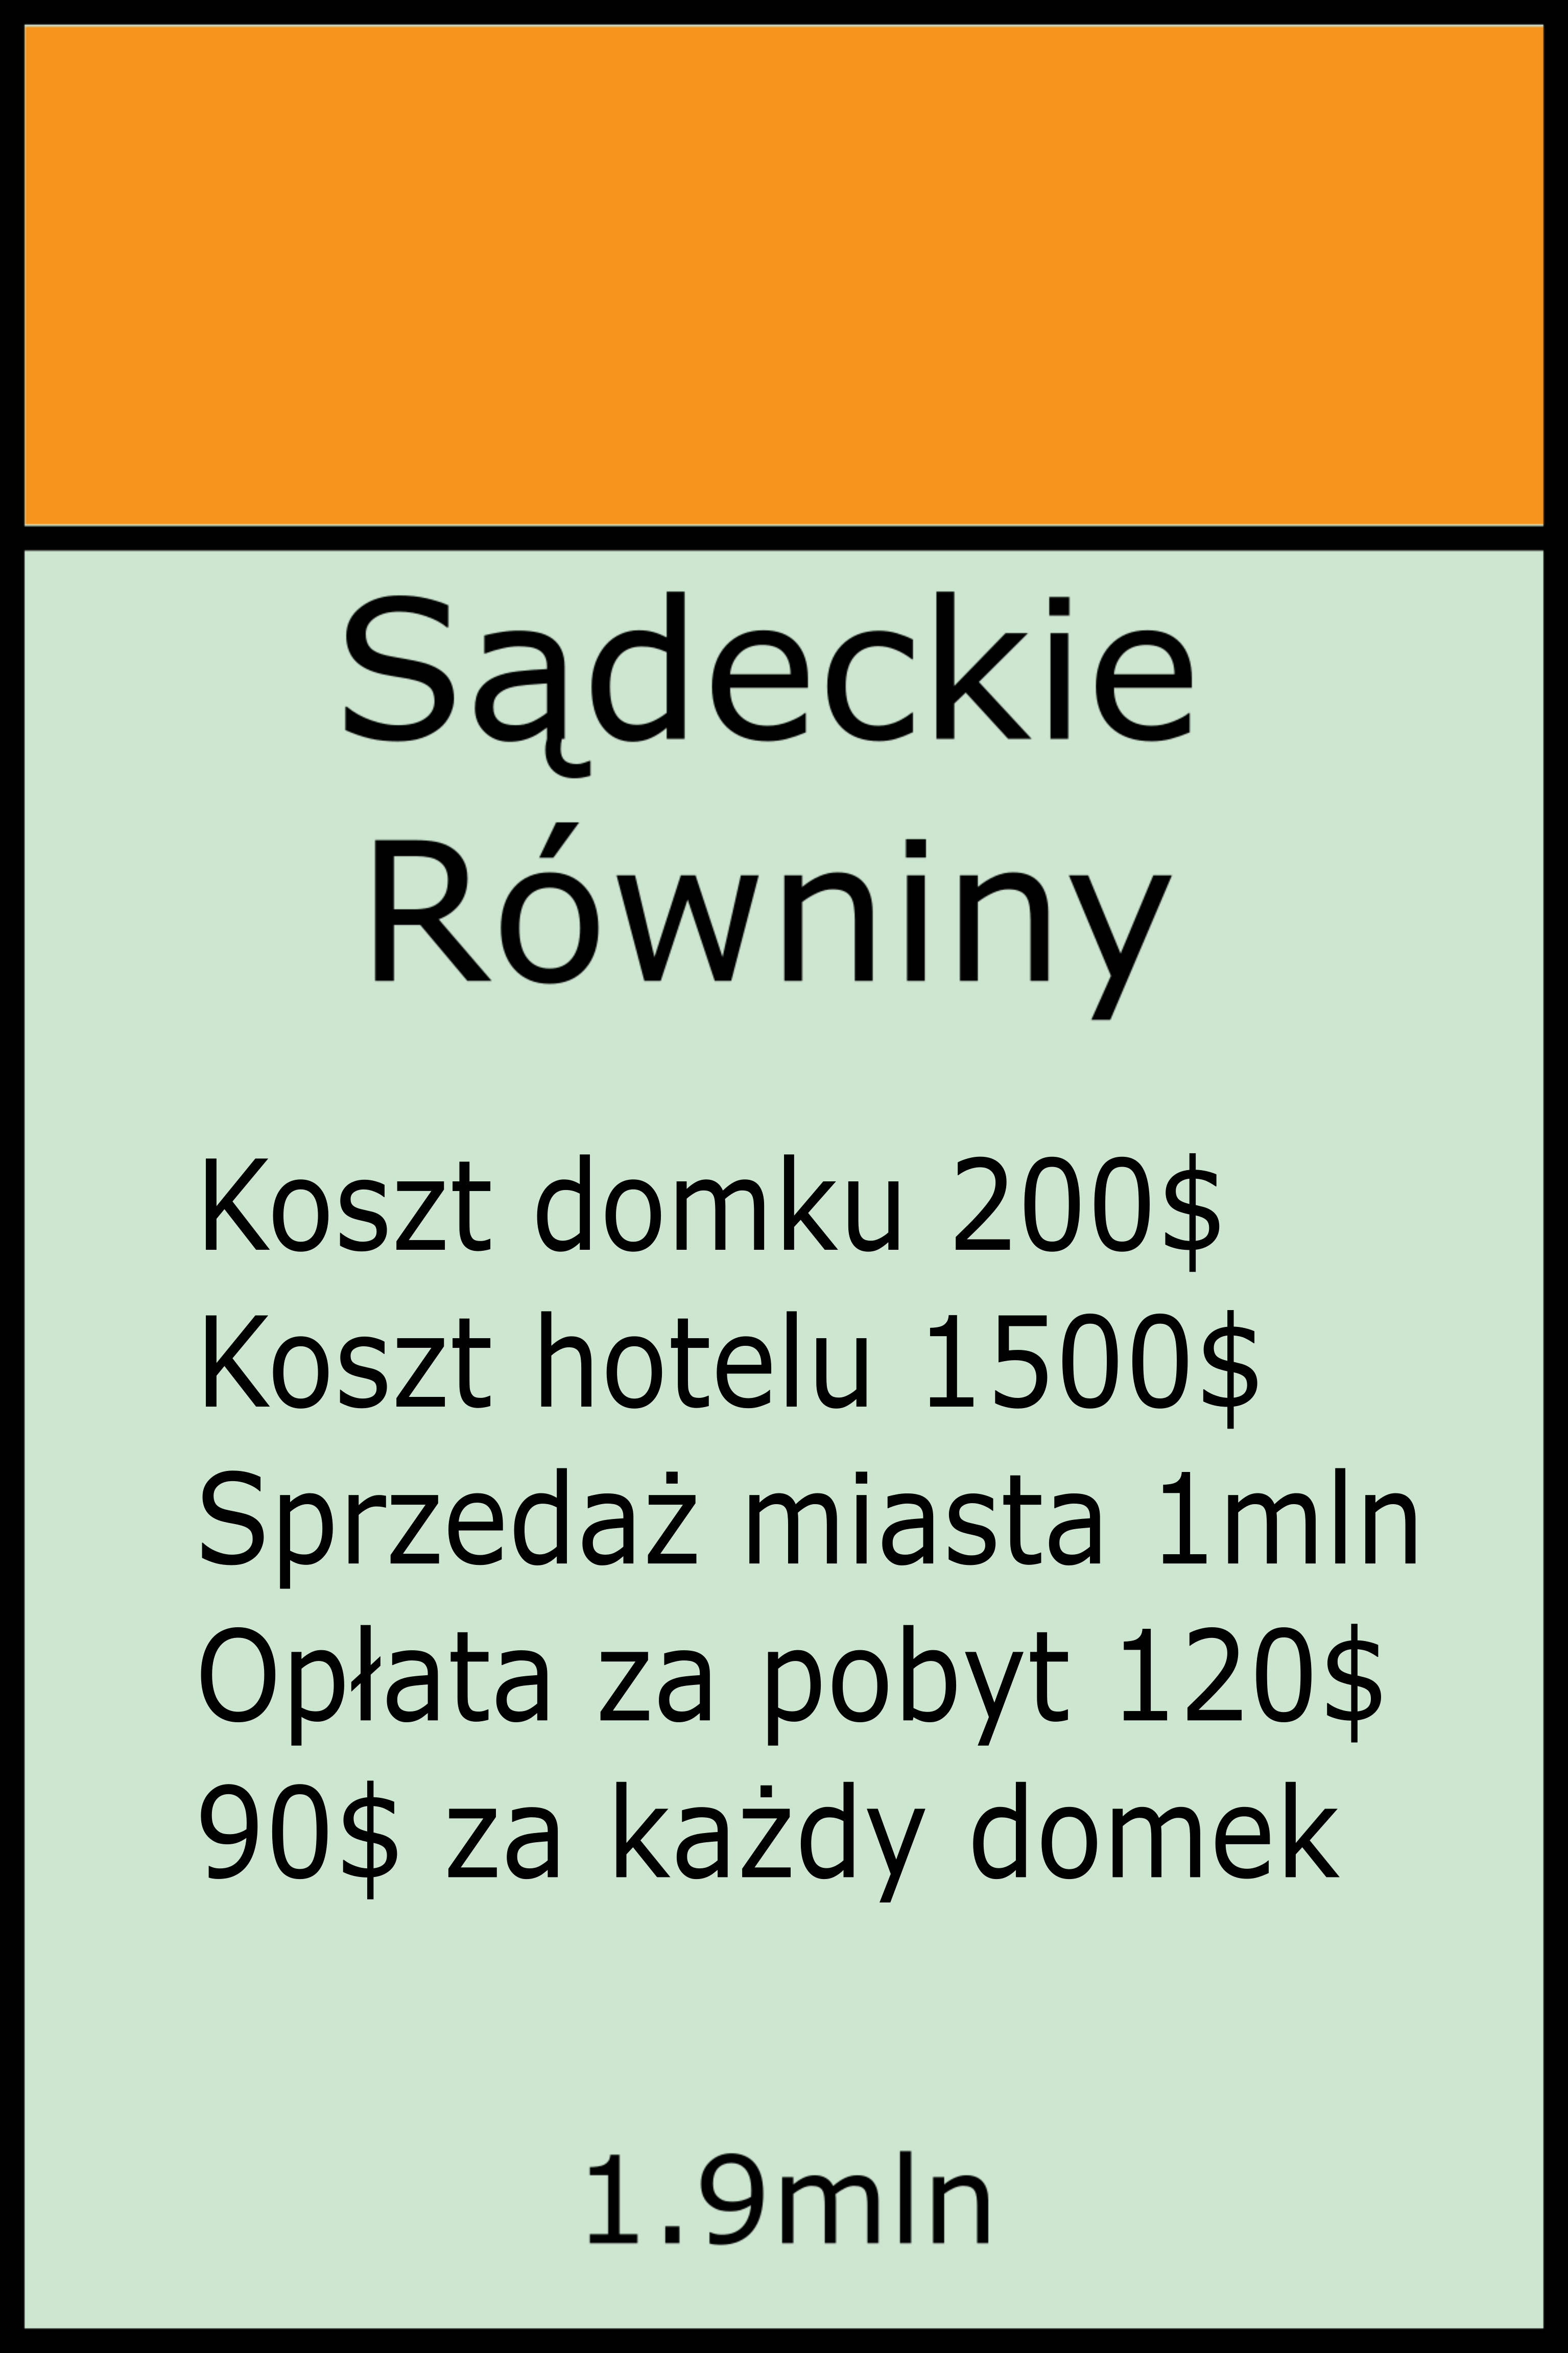 Sądeckie
Równiny
Koszt domku 200$
Koszt hotelu 1500$
Sprzedaż miasta 1mln
Opłata za pobyt 120$
90$ za każdy domek
1.9mln